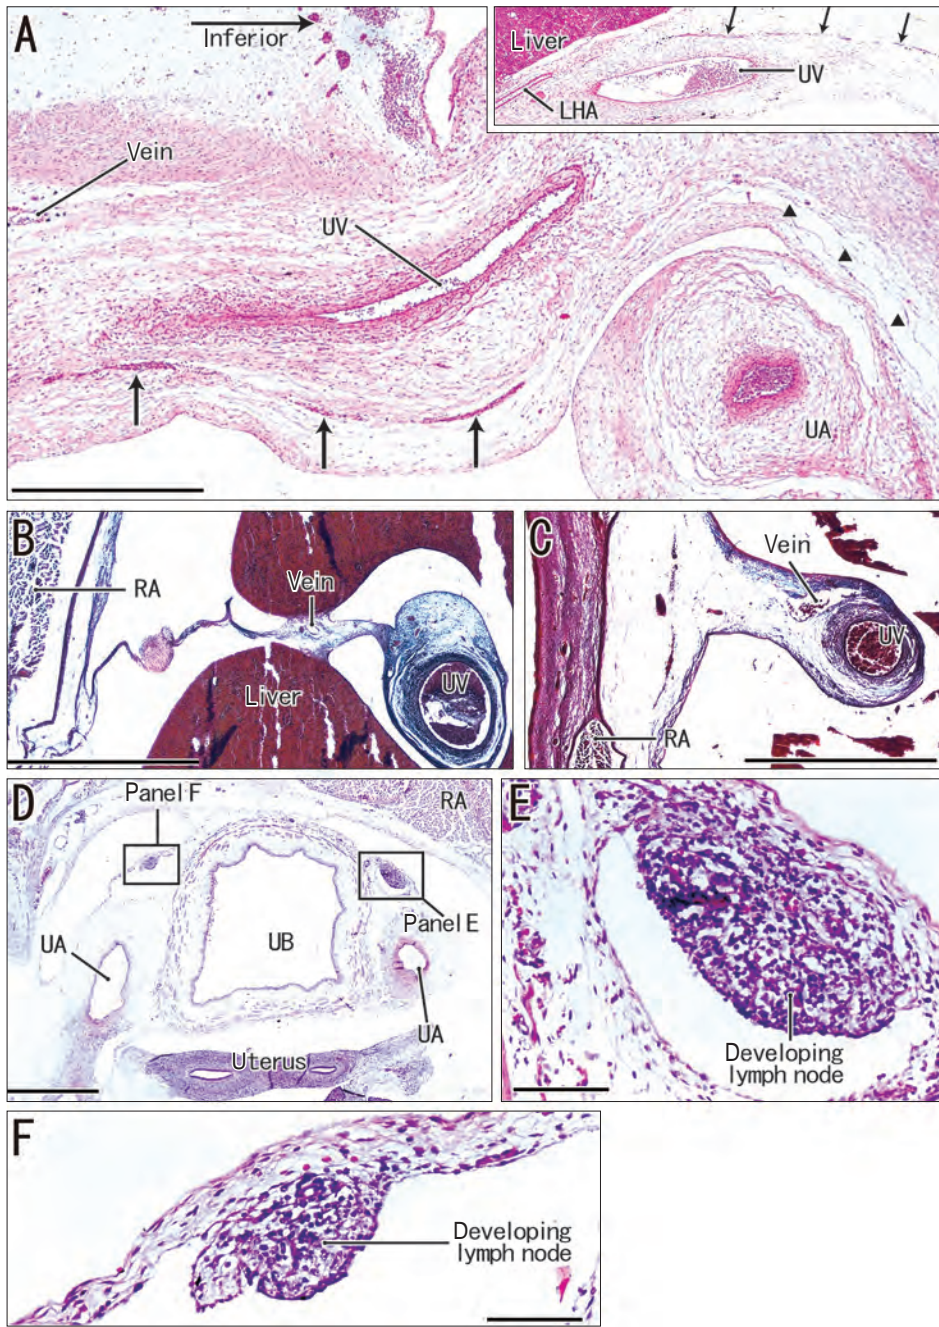 A
Inferior
Liver
UV
LHA
Vein
UV
UA
B
RA
Vein
Liver
UV
C
Vein
UV
RA
D
Panel F
RA
UA
UB
Panel E
UA
Uterus
E
Developing
lymph node
F
Developing
lymph node